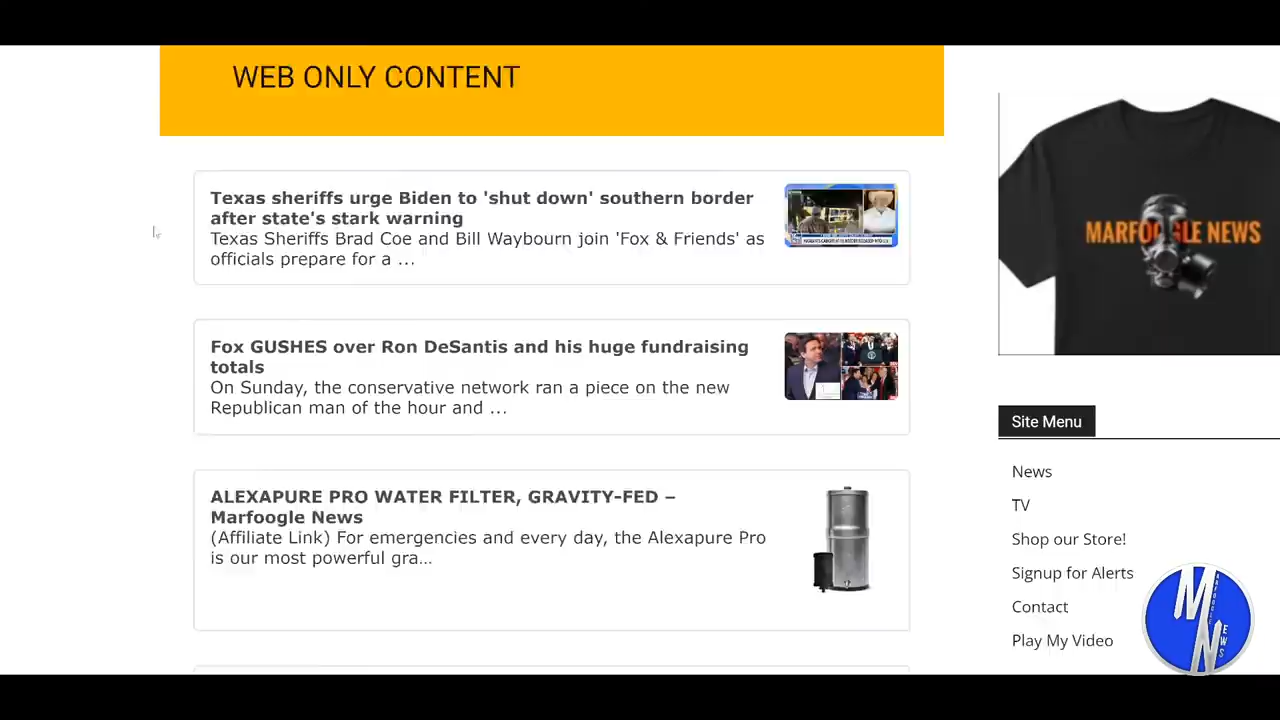 WEB ONLY CONTENT
Texas sheriffs urge Biden to 'shut down' southern border
after state's stark warning
Texas Sheriffs Brad Coe and Bill Waybourn join 'Fox & Friends' as
officials prepare for a ...
Fox GUSHES over Ron DeSantis and his huge fundraising
totals
On Sunday, the conservative network ran a piece on the new
Republican man of the hour and ...
ALEXAPURE PRO WATER FILTER, GRAVITY-FED –
Marfoogle News
(Affiliate Link) For emergencies and every day, the Alexapure Pro
is our most powerful gra...
MARFOOGLE NEWS
Site Menu
News
TV
Shop our Store!
Signup for Alerts
Contact
Play My Video
MARFOOGLE
NEWS